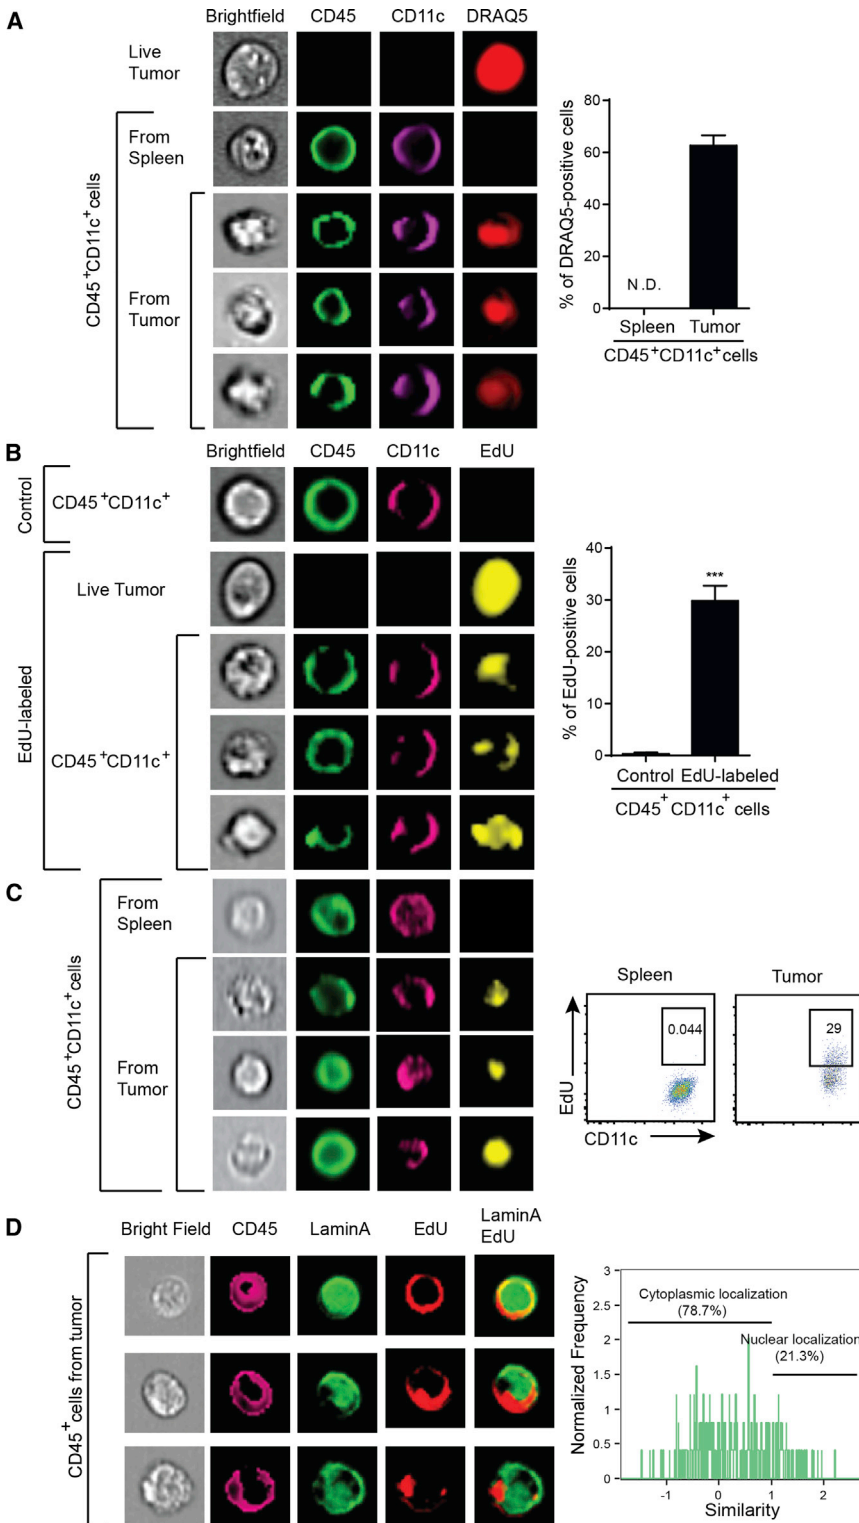 A
Brightfield CD45 CD11c DRAQ5
Live
Tumor
From
Spleen
From
Tumor
CD45+CD11c+cells
% of DRAQ5-positive cells
80
60
40
20
0
N.D.
Spleen Tumor
CD45+CD11c+cells
B
Brightfield CD45 CD11c EdU
Control
CD45+CD11c+
EdU-labeled
Live Tumor
CD45+CD11c+
% of EdU-positive cells
40
30
20
10
0
***
Control EdU-labeled
CD45+ CD11c+ cells
C
CD45+CD11c+cells
From
Spleen
From
Tumor
Spleen Tumor
0.044 29
EdU
CD11c
D
Bright Field CD45 LaminA EdU LaminA
EdU
CD45+cells from tumor
Normalized Frequency
3
2.5
2
1.5
1
0.5
0
Cytoplasmic localization
(78.7%)
Nuclear localization
(21.3%)
-1 0 1 2
Similarity